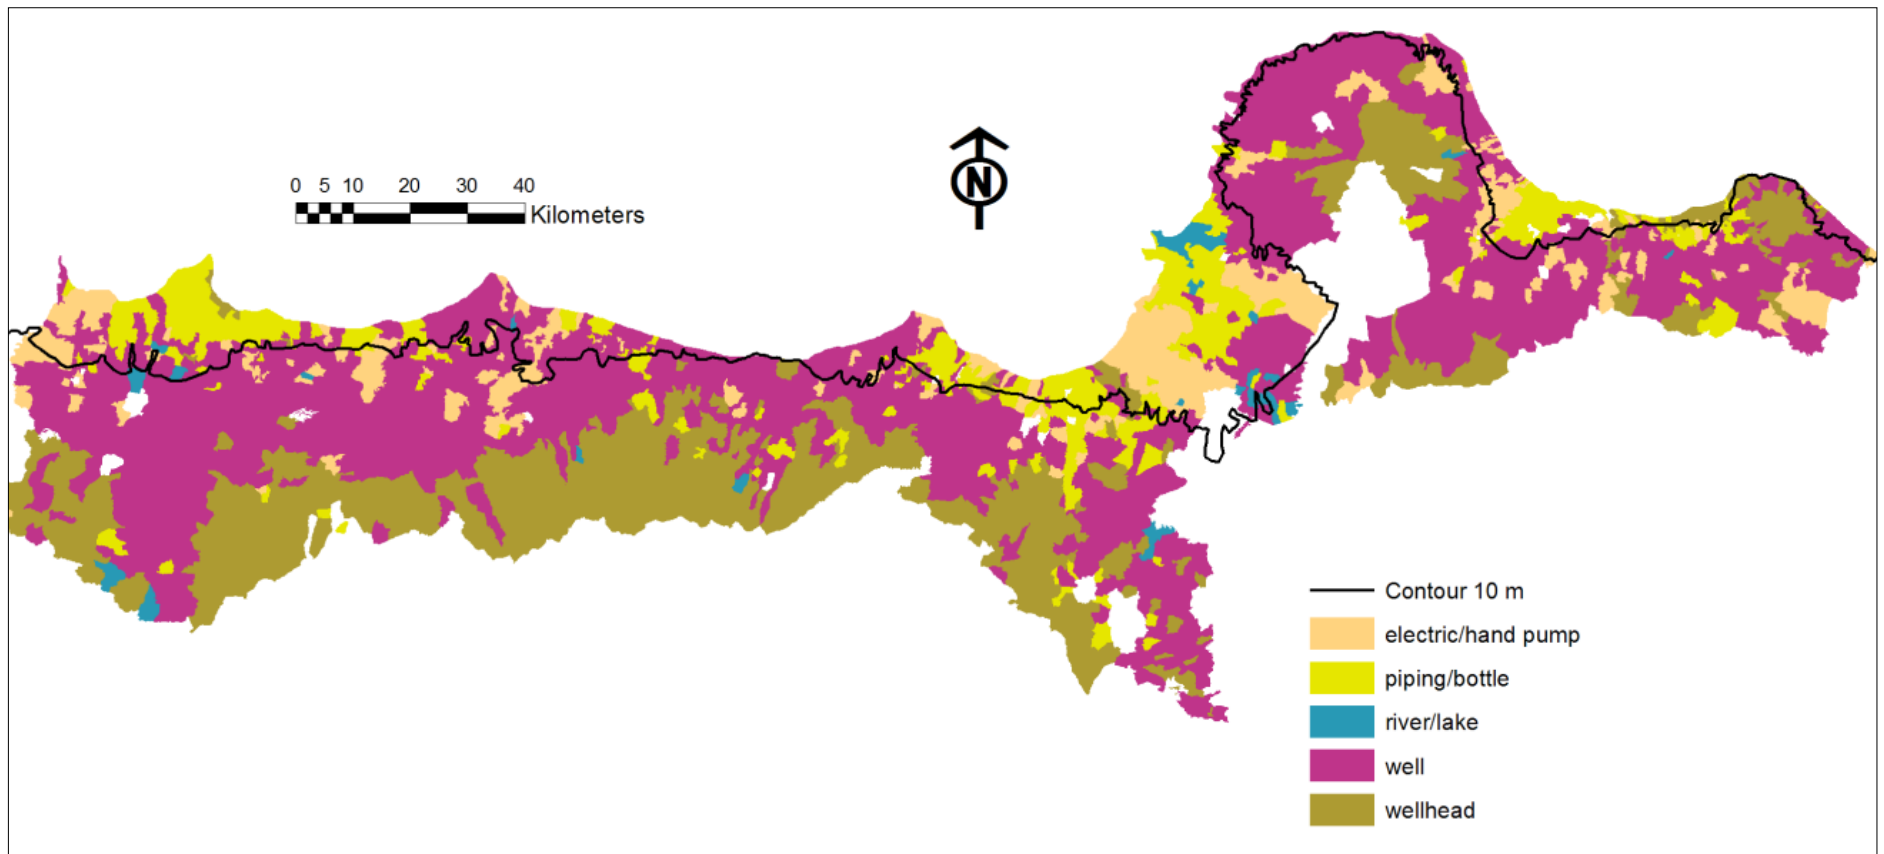 N
0 5 10 20 30 40
Kilometers
Contour 10 m
electric/hand pump
piping/bottle
river/lake
well
wellhead